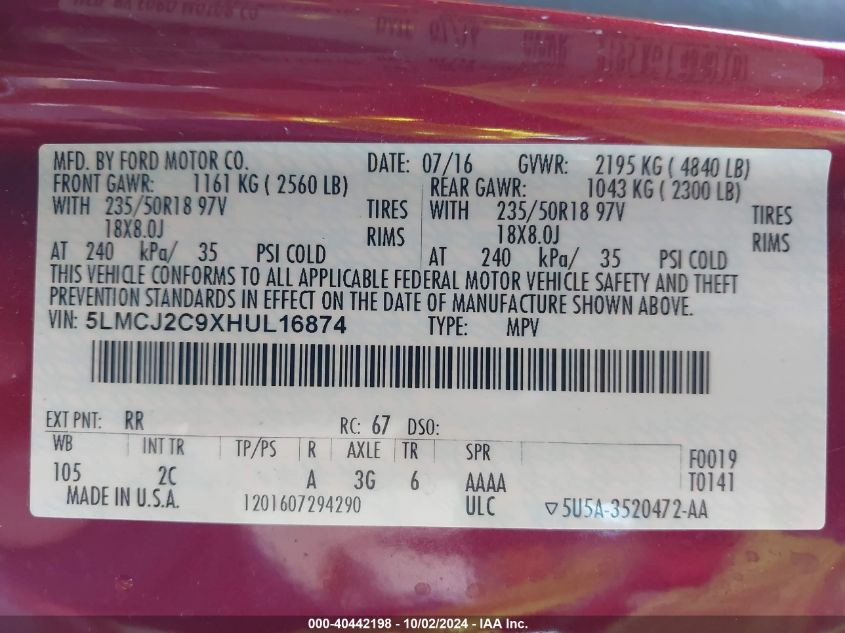 MFD. BY FORD MOTOR CO. DATE: 07/16 GVWR: 2195 KG ( 4840 LB)
FRONT GAWR: 1161 KG ( 2560 LB) REAR GAWR: 1043 KG ( 2300 LB)
WITH 235/50R18 97V TIRES WITH 235/50R18 97V TIRES
18X8.0J RIMS 18X8.0J RIMS
AT 240 kPa/ 35 PSI COLD AT 240 kPa/ 35 PSI COLD
THIS VEHICLE CONFORMS TO ALL APPLICABLE FEDERAL MOTOR VEHICLE SAFETY AND THEFT
PREVENTION STANDARDS IN EFFECT ON THE DATE OF MANUFACTURE SHOWN ABOVE.
VIN: 5LMCJ2C9XHUL16874 TYPE: MPV
EXT PNT: RR RC: 67 DSO:
WB INT TR TP/PS R AXLE TR SPR F0019
105 2C A 3G 6 AAAA T0141
MADE IN U.S.A. 1201607294290 ULC ▽5U5A-3520472-AA
000-40442198 - 10/02/2024 - IAA Inc.